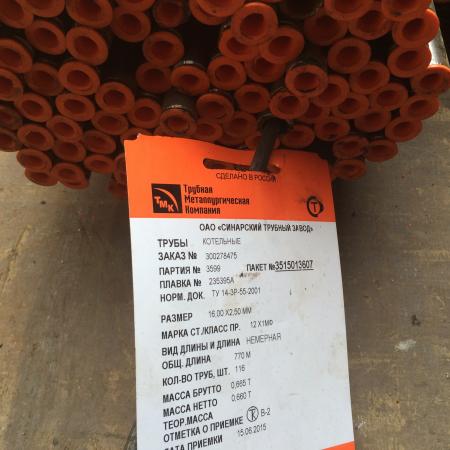 СДЕЛАНО В РОССИИ
ТМК
Трубная
Металлургическая
Компания
Т
ОАО «СИНАРСКИЙ ТРУБНЫЙ ЗАВОД»
ТРУБЫ КОТЕЛЬНЫЕ
ЗАКАЗ № 300278475
ПАРТИЯ № 3599 ПАКЕТ №3515013607
ПЛАВКА № 235395А
НОРМ. ДОК. ТУ 14-3Р-55-2001
РАЗМЕР 16,00 Х2,50 ММ
МАРКА СТ./КЛАСС ПР. 12 Х1МФ
ВИД ДЛИНЫ И ДЛИНА НЕМЕРНАЯ
ОБЩ. ДЛИНА 770 М
КОЛ-ВО ТРУБ, ШТ. 116
МАССА БРУТТО 0,665 Т
МАССА НЕТТО 0,660 Т
ТЕОР.МАССА
ОТМЕТКА О ПРИЕМКЕ В-2
ДАТА ПРИЕМКИ 15.06.2015